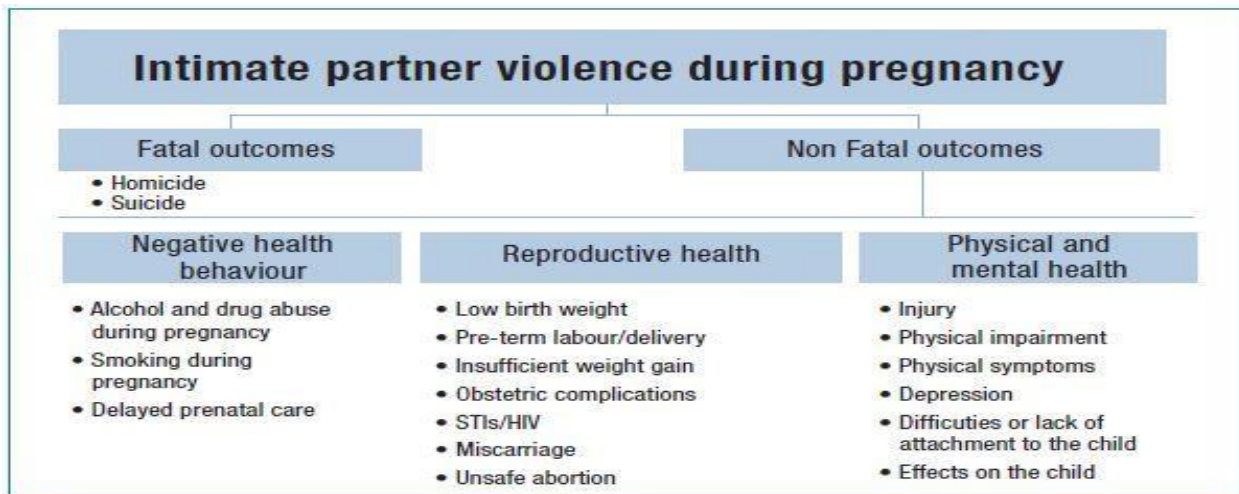 Intimate partner violence during pregnancy
Fatal outcomes
• Homicide
• Suicide
Non Fatal outcomes
Negative health
behaviour
• Alcohol and drug abuse
during pregnancy
• Smoking during
pregnancy
• Delayed prenatal care
Reproductive health
• Low birth weight
• Pre-term labour/delivery
• Insufficient weight gain
• Obstetric complications
• STIs/HIV
• Miscarriage
• Unsafe abortion
Physical and
mental health
• Injury
• Physical impairment
• Physical symptoms
• Depression
• Difficuties or lack of
attachment to the child
• Effects on the child